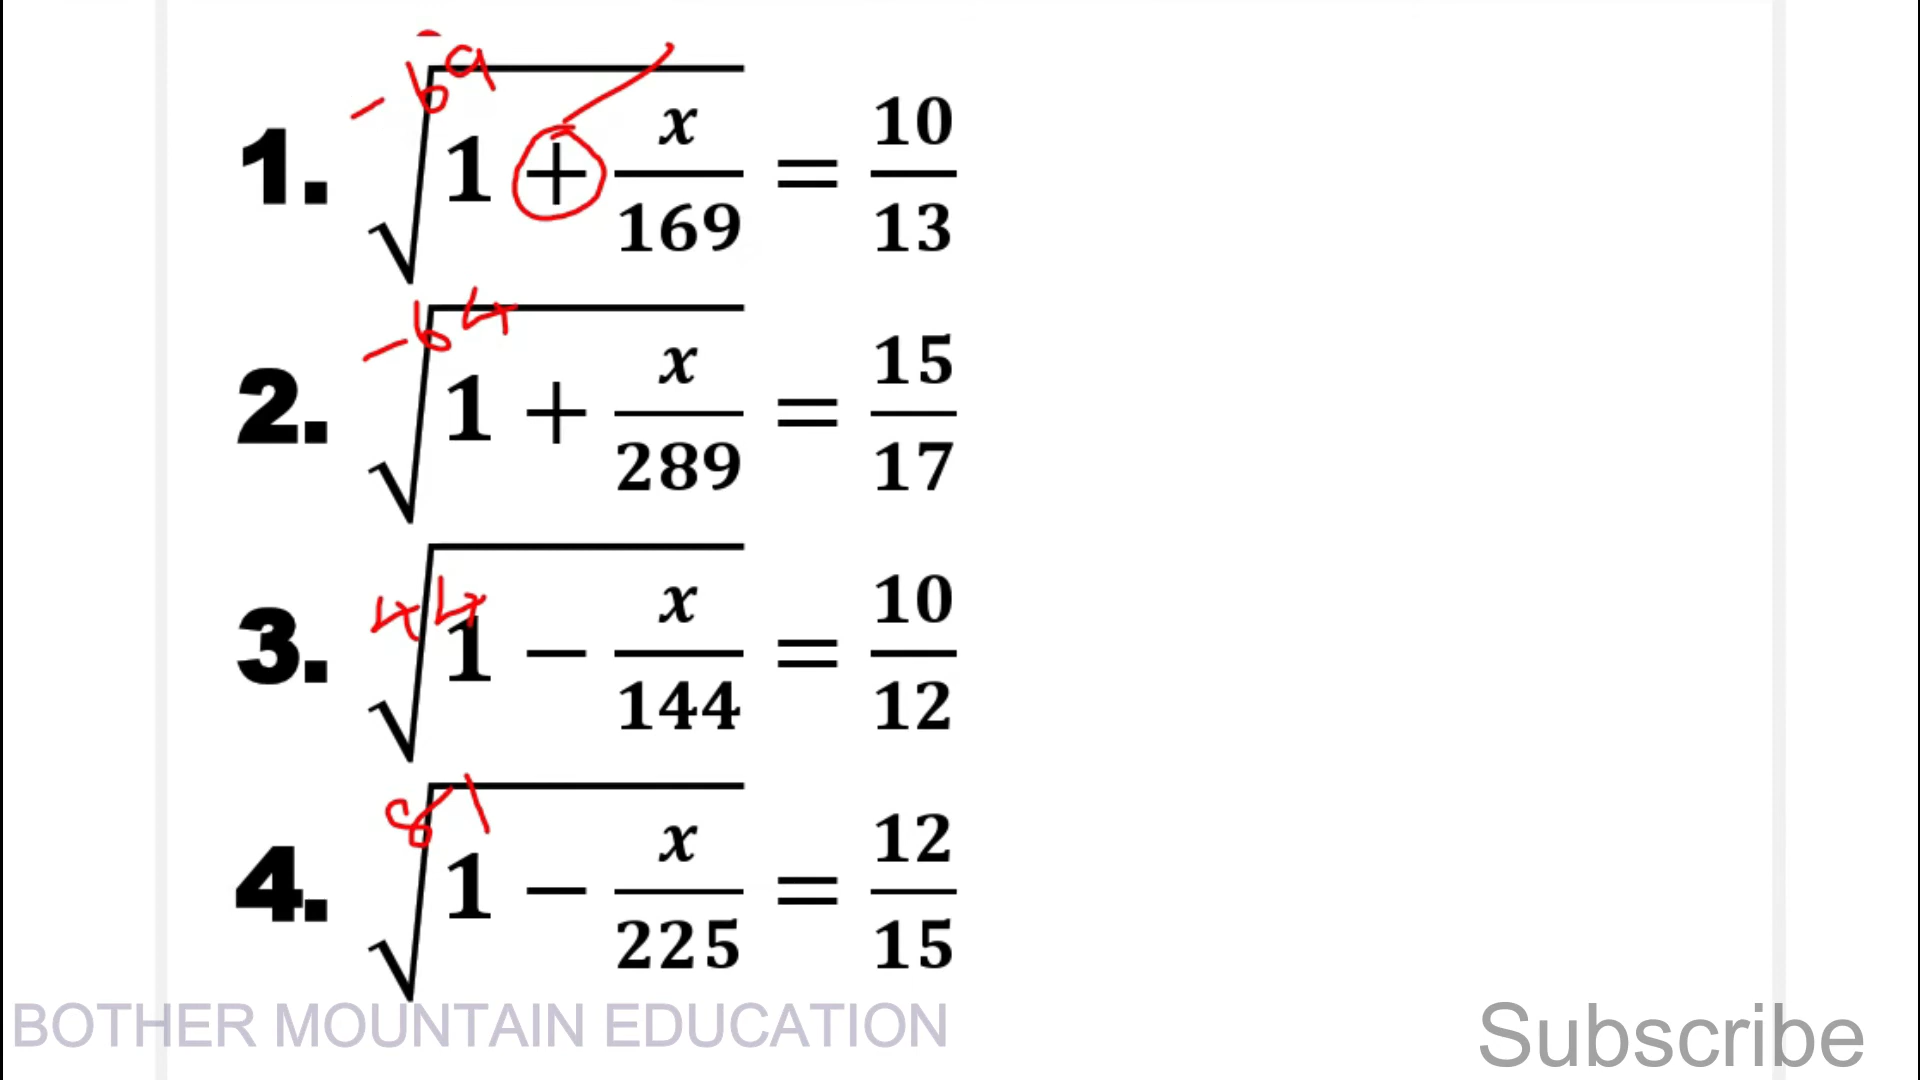 -69
1. √(1 + x/169) = 10/13
-64
2. √(1 + x/289) = 15/17
44
3. √(1 − x/144) = 10/12
81
4. √(1 − x/225) = 12/15
BOTHER MOUNTAIN EDUCATION
Subscribe